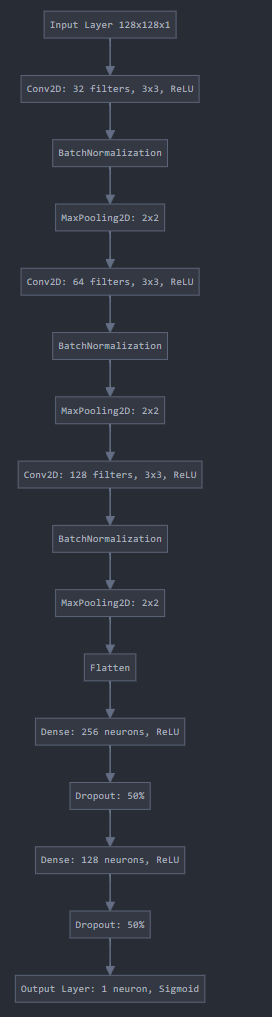 Input Layer 128x128x1
Conv2D: 32 filters, 3x3, ReLU
BatchNormalization
MaxPooling2D: 2x2
Conv2D: 64 filters, 3x3, ReLU
BatchNormalization
MaxPooling2D: 2x2
Conv2D: 128 filters, 3x3, ReLU
BatchNormalization
MaxPooling2D: 2x2
Flatten
Dense: 256 neurons, ReLU
Dropout: 50%
Dense: 128 neurons, ReLU
Dropout: 50%
Output Layer: 1 neuron, Sigmoid